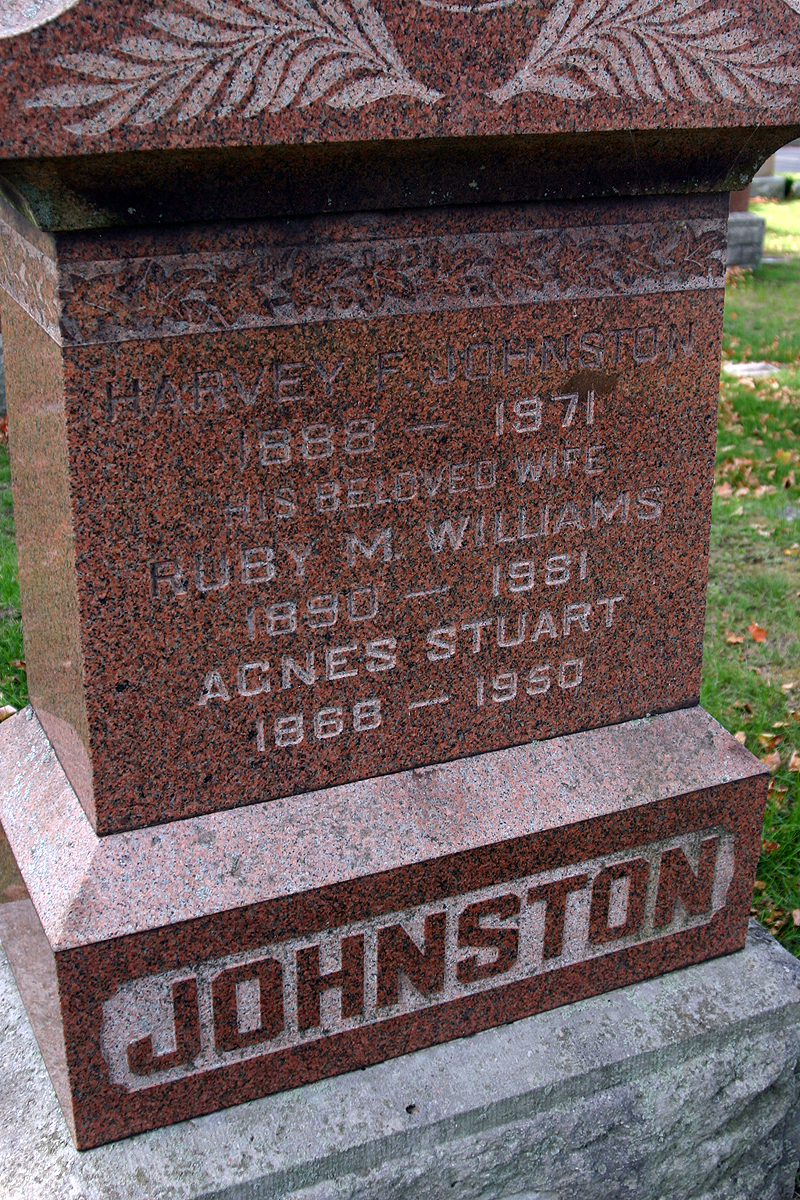 HARVEY F. JOHNSTON
1888 — 1971
HIS BELOVED WIFE
RUBY M. WILLIAMS
1890 — 1981
AGNES STUART
1868 — 1950
JOHNSTON